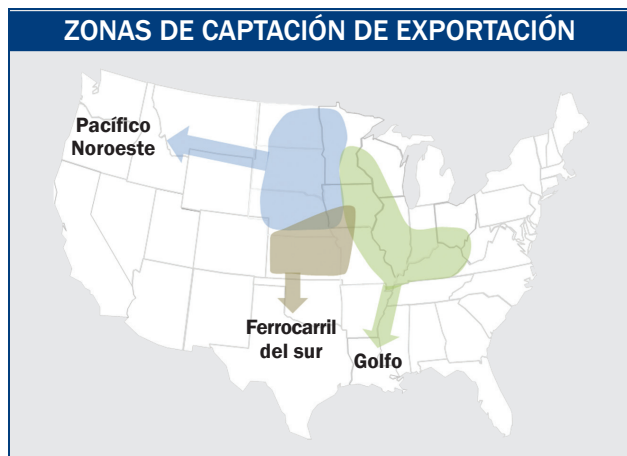 ZONAS DE CAPTACIÓN DE EXPORTACIÓN
Pacífico
Noroeste
Ferrocarril
del sur
Golfo